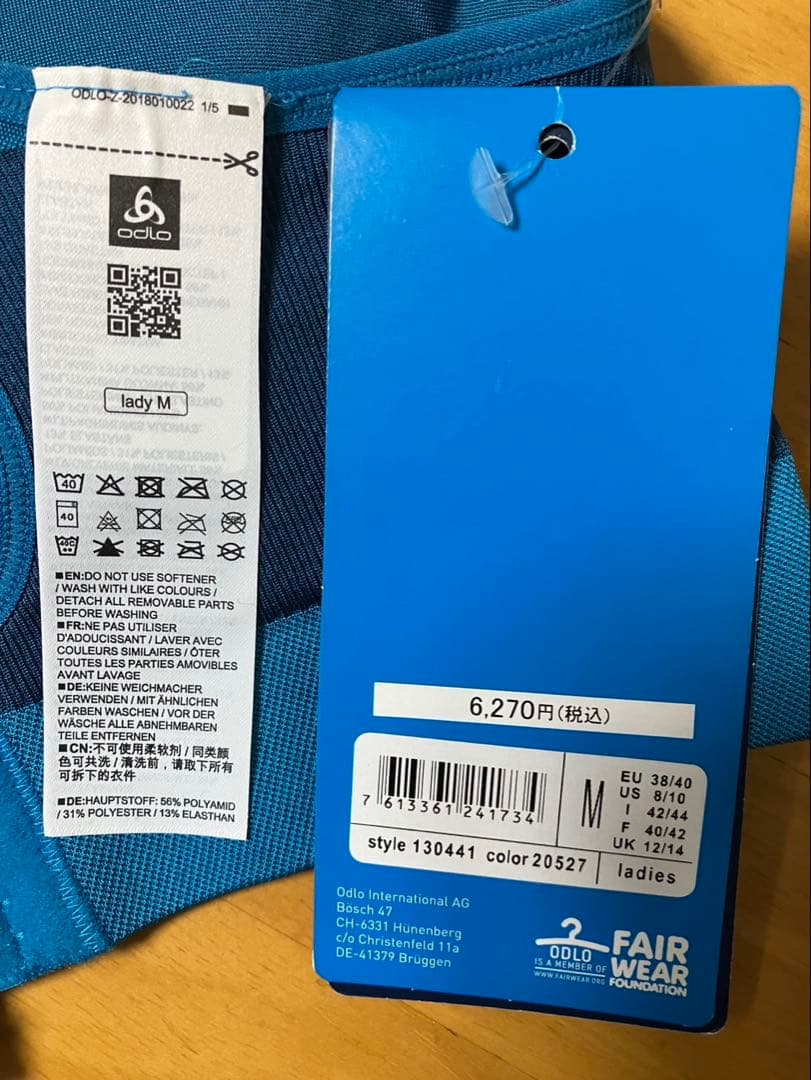 ODLO-Z-2018010022 1/5
odlo
lady M
40
40
40C
■EN:DO NOT USE SOFTENER
/ WASH WITH LIKE COLOURS /
DETACH ALL REMOVABLE PARTS
BEFORE WASHING
■FR:NE PAS UTILISER
D'ADOUCISSANT / LAVER AVEC
COULEURS SIMILAIRES / ÔTER
TOUTES LES PARTIES AMOVIBLES
AVANT LAVAGE
■DE:KEINE WEICHMACHER
VERWENDEN / MIT ÄHNLICHEN
FARBEN WASCHEN / VOR DER
WÄSCHE ALLE ABNEHMBAREN
TEILE ENTFERNEN
■CN:不可使用柔软剂 / 同类颜
色可共洗 / 清洗前，请取下所有
可拆下的衣件
■DE:HAUPTSTOFF: 56% POLYAMID
/ 31% POLYESTER / 13% ELASTHAN
6,270円(税込)
7 613361 241734
M
EU 38/40
US 8/10
I 42/44
F 40/42
UK 12/14
style 130441 color 20527
ladies
Odlo International AG
Bösch 47
CH-6331 Hünenberg
c/o Christenfeld 11a
DE-41379 Brüggen
ODLO
IS A MEMBER OF
WWW.FAIRWEAR.ORG
FAIR
WEAR
FOUNDATION